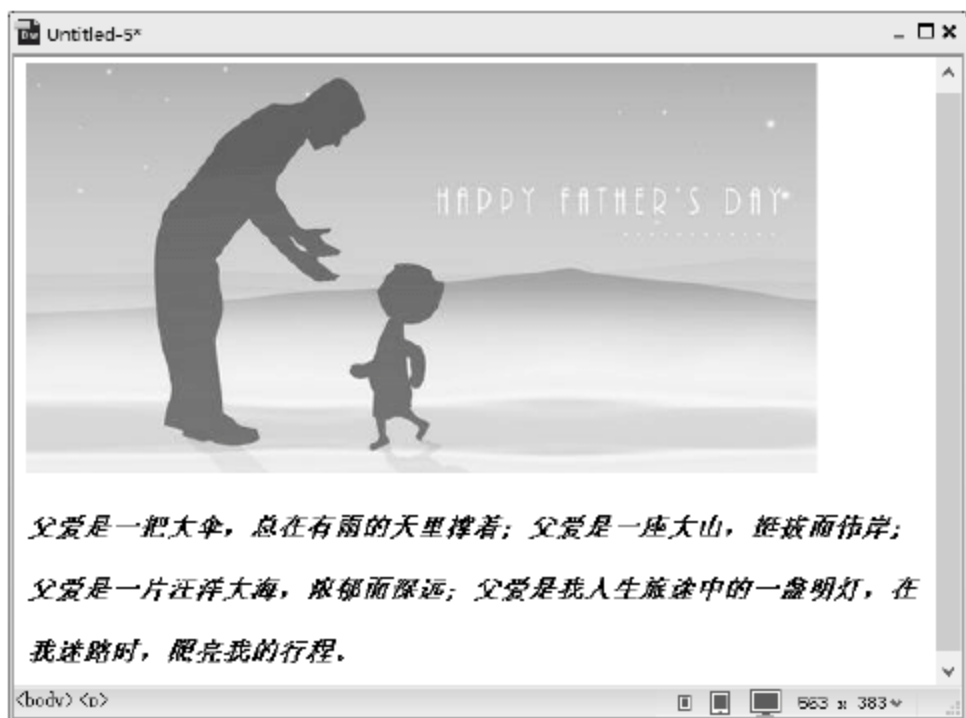 Untitled-5*
HAPPY FATHER'S DAY
父爱是一把大伞，总在有雨的天里撑着；父爱是一座大山，挺拔而伟岸；
父爱是一片汪洋大海，浓郁而深远；父爱是我人生旅途中的一盏明灯，在
我迷路时，照亮我的行程。
<body> <p>
563 x 383